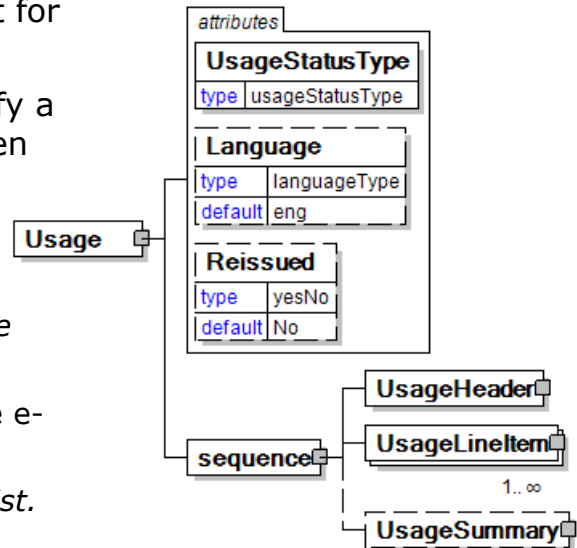 t for
fy a
en
e
e e-
ist.
attributes
UsageStatusType
type usageStatusType
Language
type languageType
default eng
Usage
Reissued
type yesNo
default No
UsageHeader
sequence
UsageLineItem
1.. ∞
UsageSummary